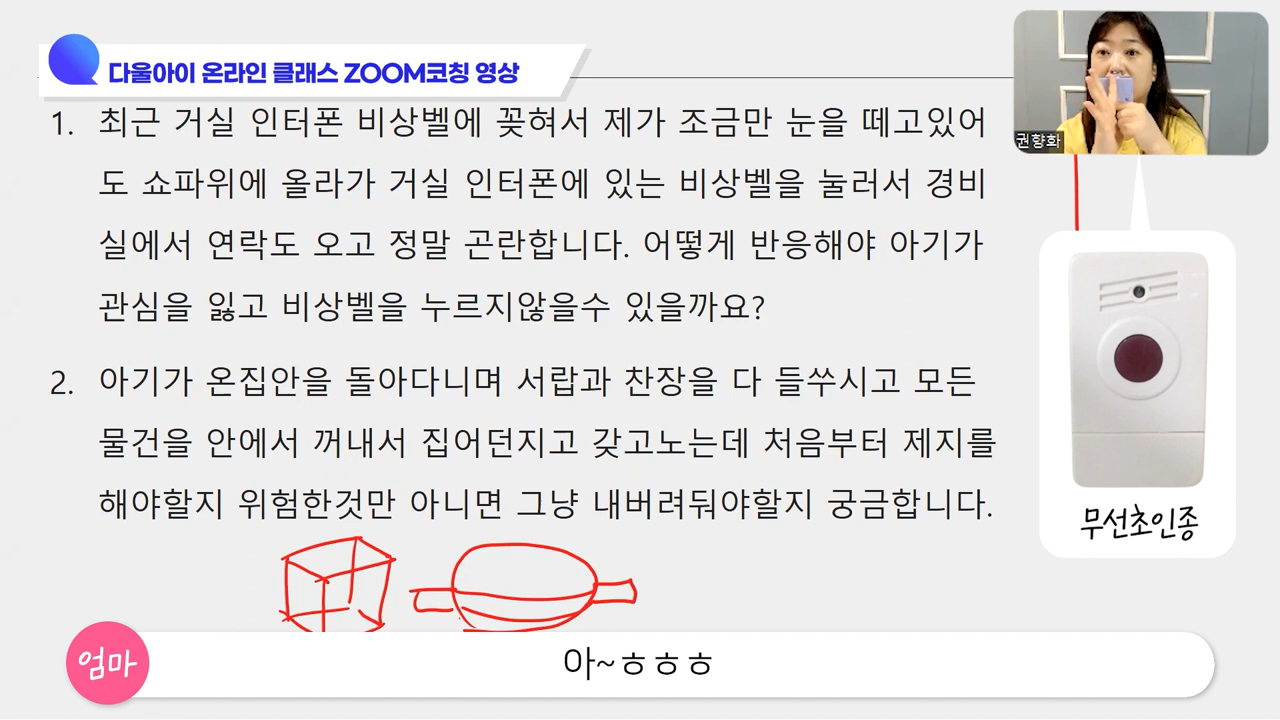 다울아이 온라인 클래스 ZOOM코칭 영상
권향화
1. 최근 거실 인터폰 비상벨에 꽂혀서 제가 조금만 눈을 떼고있어
도 쇼파위에 올라가 거실 인터폰에 있는 비상벨을 눌러서 경비
실에서 연락도 오고 정말 곤란합니다. 어떻게 반응해야 아기가
관심을 잃고 비상벨을 누르지않을수 있을까요?
2. 아기가 온집안을 돌아다니며 서랍과 찬장을 다 들쑤시고 모든
물건을 안에서 꺼내서 집어던지고 갖고노는데 처음부터 제지를
해야할지 위험한것만 아니면 그냥 내버려둬야할지 궁금합니다.
무선초인종
엄마
아~ㅎㅎㅎ